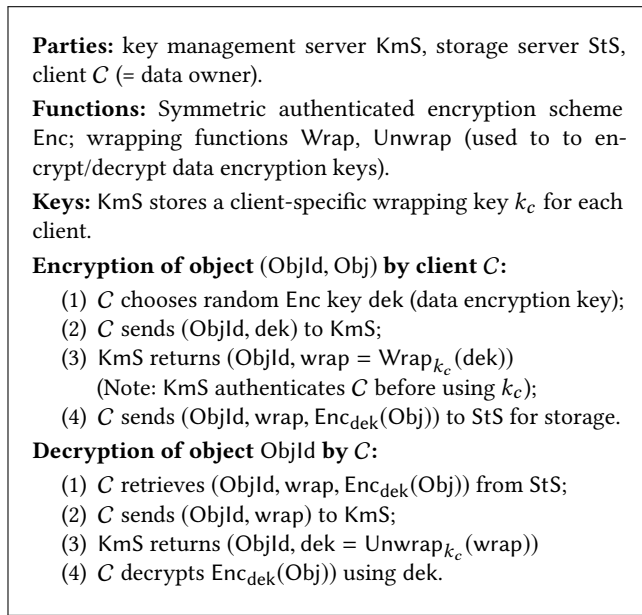 Parties: key management server KmS, storage server StS,
client C (= data owner).
Functions: Symmetric authenticated encryption scheme
Enc; wrapping functions Wrap, Unwrap (used to to en-
crypt/decrypt data encryption keys).
Keys: KmS stores a client-specific wrapping key k_c for each
client.
Encryption of object (ObjId, Obj) by client C:
(1) C chooses random Enc key dek (data encryption key);
(2) C sends (ObjId, dek) to KmS;
(3) KmS returns (ObjId, wrap = Wrap_{k_c}(dek))
(Note: KmS authenticates C before using k_c);
(4) C sends (ObjId, wrap, Enc_{dek}(Obj)) to StS for storage.
Decryption of object ObjId by C:
(1) C retrieves (ObjId, wrap, Enc_{dek}(Obj)) from StS;
(2) C sends (ObjId, wrap) to KmS;
(3) KmS returns (ObjId, dek = Unwrap_{k_c}(wrap))
(4) C decrypts Enc_{dek}(Obj)) using dek.